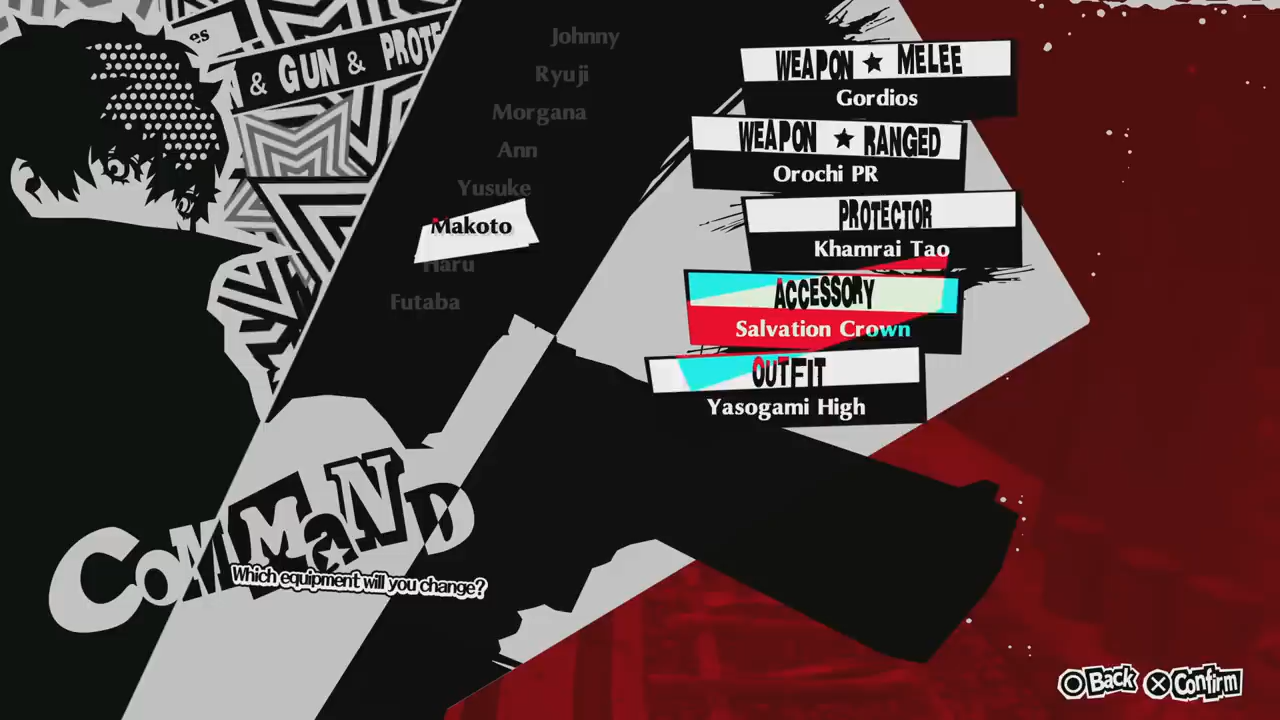 es
& GUN & PROTE
Johnny
Ryuji
Morgana
Ann
Yusuke
Makoto
Haru
Futaba
WEAPON ★ MELEE
Gordios
WEAPON ★ RANGED
Orochi PR
PROTECTOR
Khamrai Tao
ACCESSORY
Salvation Crown
OUTFIT
Yasogami High
COMMAND
Which equipment will you change?
Back Confirm